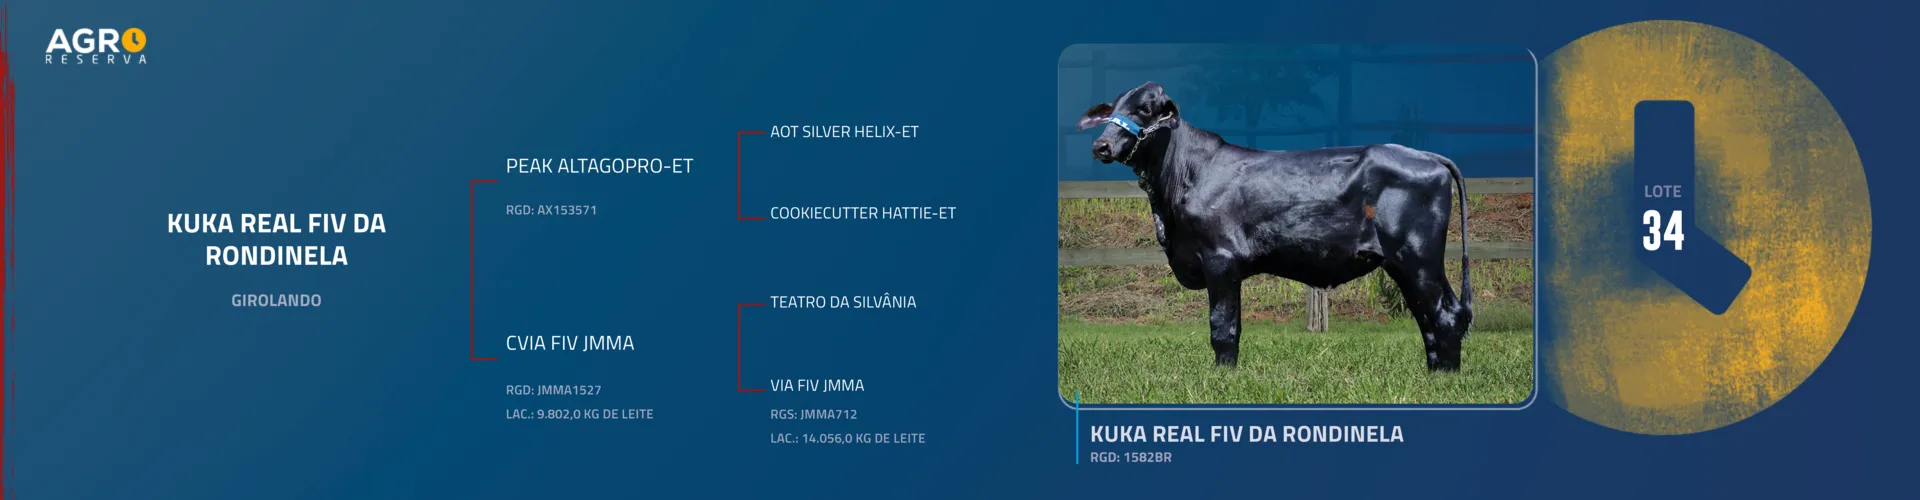 AGRO
RESERVA
KUKA REAL FIV DA
RONDINELA
GIROLANDO
PEAK ALTAGOPRO-ET
RGD: AX153571
CVIA FIV JMMA
RGD: JMMA1527
LAC.: 9.802,0 KG DE LEITE
AOT SILVER HELIX-ET
COOKIECUTTER HATTIE-ET
TEATRO DA SILVÂNIA
VIA FIV JMMA
RGS: JMMA712
LAC.: 14.056,0 KG DE LEITE
KUKA REAL FIV DA RONDINELA
RGD: 1582BR
LOTE
34